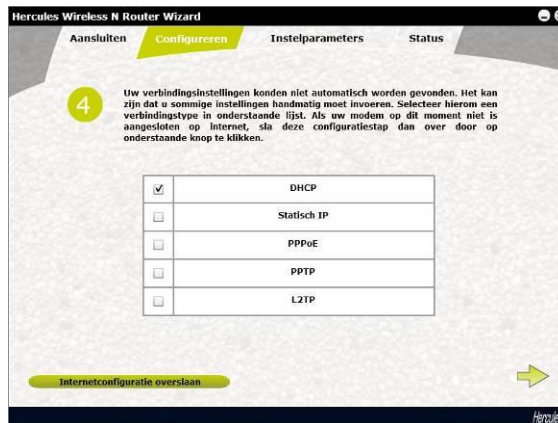 Hercules Wireless N Router Wizard
Aansluiten Configureren Instelparameters Status
4
Uw verbindingsinstellingen konden niet automatisch worden gevonden. Het kan
zijn dat u sommige instellingen handmatig moet invoeren. Selecteer hierom een
verbindingstype in onderstaande lijst. Als uw modem op dit moment niet is
aangesloten op internet, sla deze configuratiestap dan over door op
onderstaande knop te klikken.
DHCP
Statisch IP
PPPoE
PPTP
L2TP
Internetconfiguratie overslaan